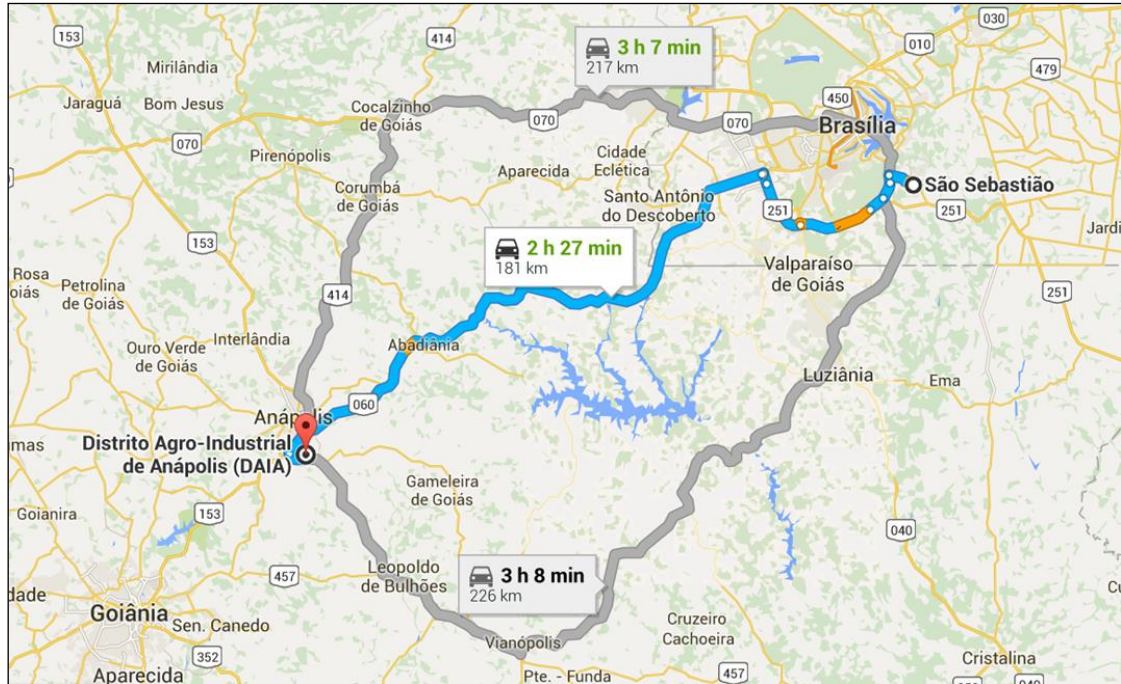 153
414
3 h 7 min
217 km
030
010
Mirilândia
479
Jaraguá
Bom Jesus
Cocalzinho
de Goiás
450
070
070
Brasília
070
Pirenópolis
Aparecida
Cidade
Eclética
Corumbá
de Goiás
Santo Antônio
do Descoberto
São Sebastião
251
251
Jardi
153
2 h 27 min
181 km
Valparaíso
de Goiás
Rosa
oiás
Petrolina
de Goiás
414
251
Interlândia
Ouro Verde
de Goiás
Abadiânia
Luziânia
Ema
060
Anápolis
mas
Distrito Agro-Industrial
de Anápolis (DAIA)
Gameleira
de Goiás
Goianira
153
040
457
Leopoldo
de Bulhões
3 h 8 min
226 km
dade
Goiânia
Sen. Canedo
Cruzeiro
Cachoeira
Vianópolis
352
Cristalina
Aparecida
Pte. - Funda
457
040